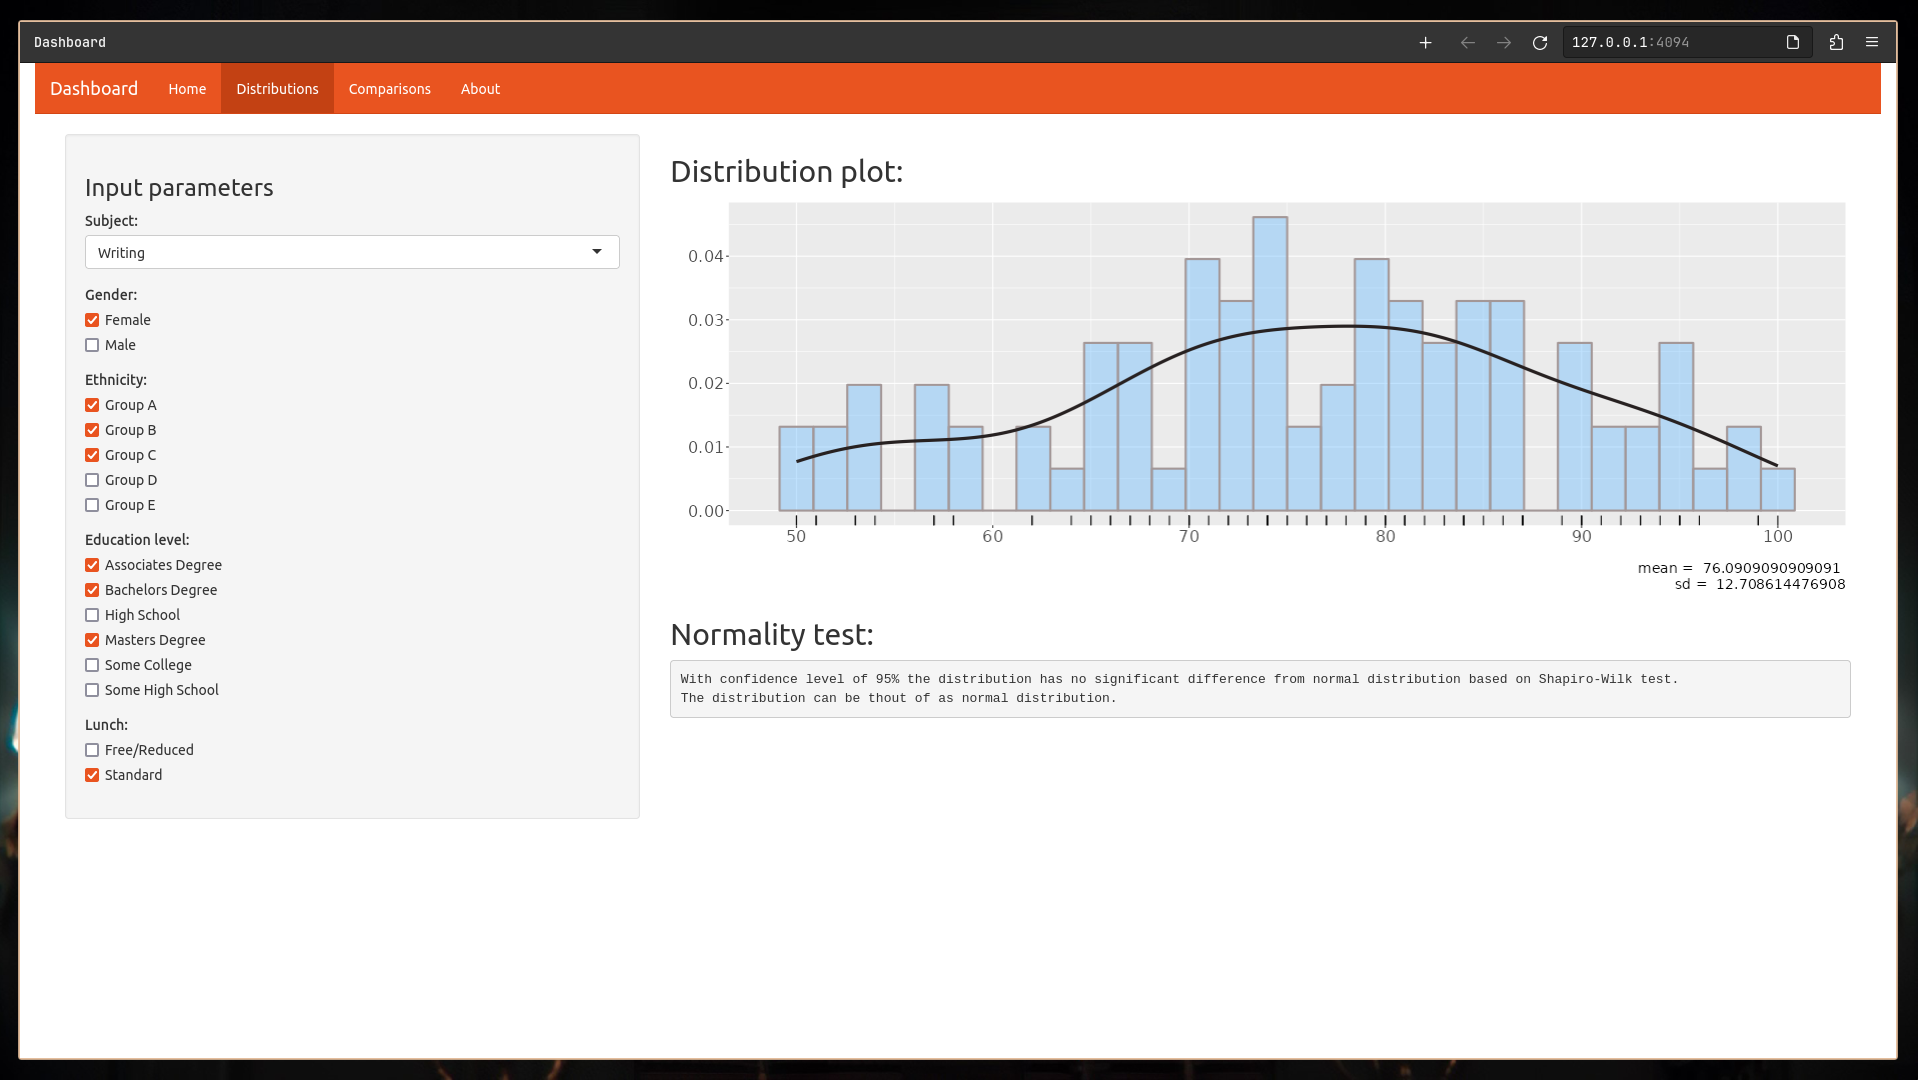 Dashboard
127.0.0.1:4094
Dashboard Home Distributions Comparisons About
Input parameters
Subject:
Writing
Gender:
Female
Male
Ethnicity:
Group A
Group B
Group C
Group D
Group E
Education level:
Associates Degree
Bachelors Degree
High School
Masters Degree
Some College
Some High School
Lunch:
Free/Reduced
Standard
Distribution plot:
0.04
0.03
0.02
0.01
0.00
50 60 70 80 90 100
mean = 76.0909090909091
sd = 12.708614476908
Normality test:
With confidence level of 95% the distribution has no significant difference from normal distribution based on Shapiro-Wilk test.
The distribution can be thout of as normal distribution.